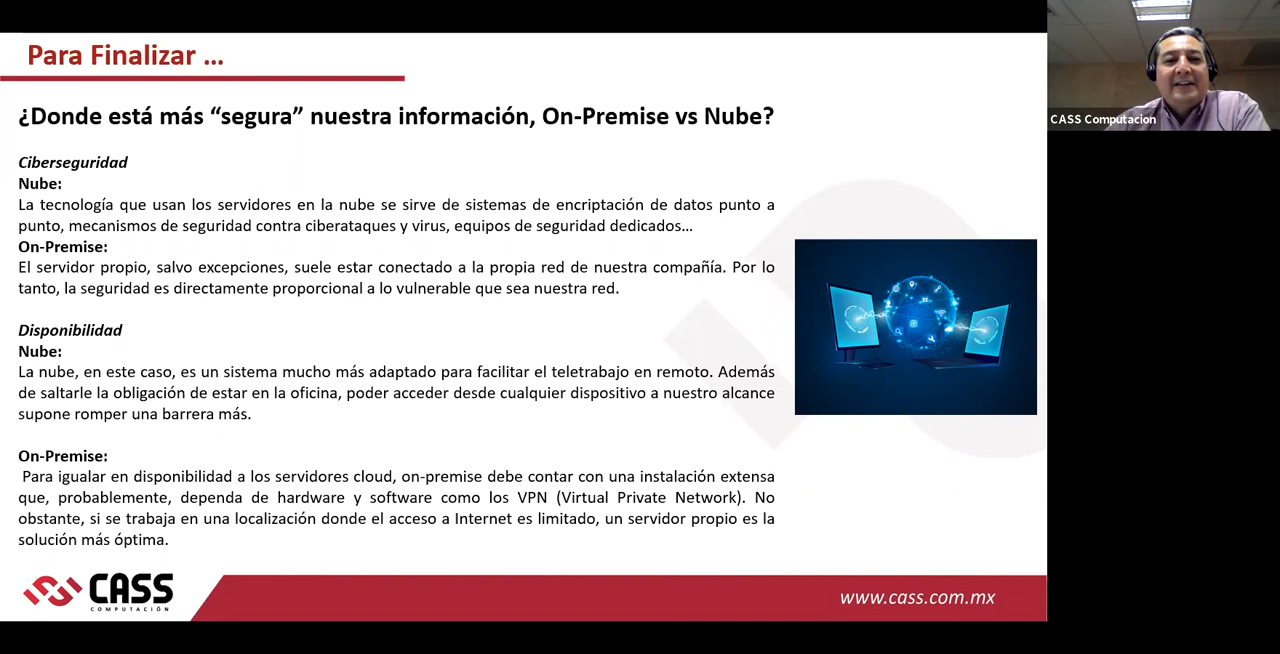 Para Finalizar ...
¿Donde está más “segura” nuestra información, On-Premise vs Nube?
Ciberseguridad
Nube:
La tecnología que usan los servidores en la nube se sirve de sistemas de encriptación de datos punto a
punto, mecanismos de seguridad contra ciberataques y virus, equipos de seguridad dedicados...
On-Premise:
El servidor propio, salvo excepciones, suele estar conectado a la propia red de nuestra compañía. Por lo
tanto, la seguridad es directamente proporcional a lo vulnerable que sea nuestra red.
Disponibilidad
Nube:
La nube, en este caso, es un sistema mucho más adaptado para facilitar el teletrabajo en remoto. Además
de saltarle la obligación de estar en la oficina, poder acceder desde cualquier dispositivo a nuestro alcance
supone romper una barrera más.
On-Premise:
Para igualar en disponibilidad a los servidores cloud, on-premise debe contar con una instalación extensa
que, probablemente, dependa de hardware y software como los VPN (Virtual Private Network). No
obstante, si se trabaja en una localización donde el acceso a Internet es limitado, un servidor propio es la
solución más óptima.
CASS
COMPUTACIÓN
www.cass.com.mx
CASS Computacion